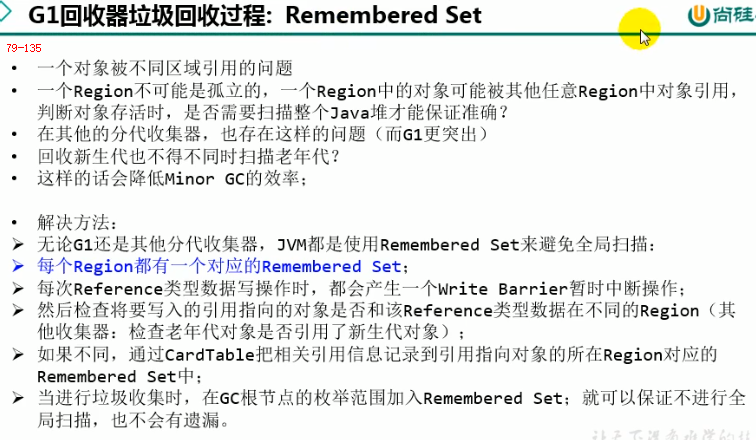 G1回收器垃圾回收过程: Remembered Set
尚硅
79-135
• 一个对象被不同区域引用的问题
• 一个Region不可能是孤立的，一个Region中的对象可能被其他任意Region中对象引用，
判断对象存活时，是否需要扫描整个Java堆才能保证准确？
• 在其他的分代收集器，也存在这样的问题（而G1更突出）
• 回收新生代也不得不同时扫描老年代？
• 这样的话会降低Minor GC的效率；
• 解决方法：
➢ 无论G1还是其他分代收集器，JVM都是使用Remembered Set来避免全局扫描：
➢ 每个Region都有一个对应的Remembered Set；
➢ 每次Reference类型数据写操作时，都会产生一个Write Barrier暂时中断操作；
➢ 然后检查将要写入的引用指向的对象是否和该Reference类型数据在不同的Region（其
他收集器：检查老年代对象是否引用了新生代对象）；
➢ 如果不同，通过CardTable把相关引用信息记录到引用指向对象的所在Region对应的
Remembered Set中；
➢ 当进行垃圾收集时，在GC根节点的枚举范围加入Remembered Set；就可以保证不进行全
局扫描，也不会有遗漏。